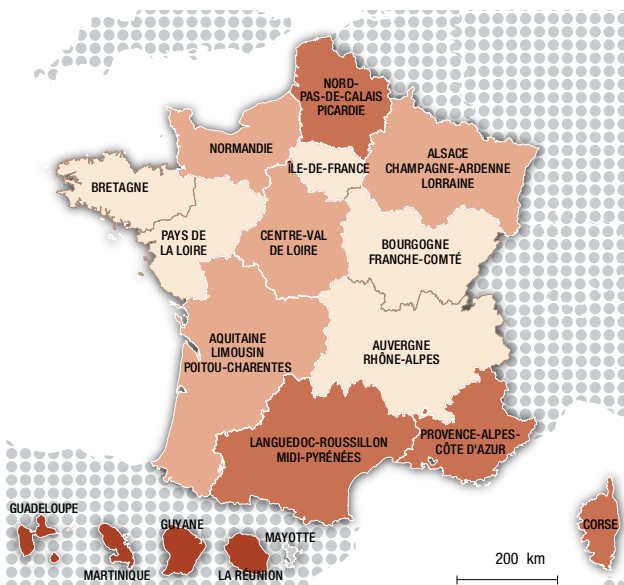 NORD-
PAS-DE-CALAIS
PICARDIE
NORMANDIE
ÎLE-DE-FRANCE
ALSACE
CHAMPAGNE-ARDENNE
LORRAINE
BRETAGNE
PAYS DE
LA LOIRE
CENTRE-VAL
DE LOIRE
BOURGOGNE
FRANCHE-COMTÉ
AQUITAINE
LIMOUSIN
POITOU-CHARENTES
AUVERGNE
RHÔNE-ALPES
LANGUEDOC-ROUSSILLON
MIDI-PYRÉNÉES
PROVENCE-ALPES-
CÔTE D'AZUR
CORSE
GUADELOUPE
MARTINIQUE
GUYANE
LA RÉUNION
MAYOTTE
200 km